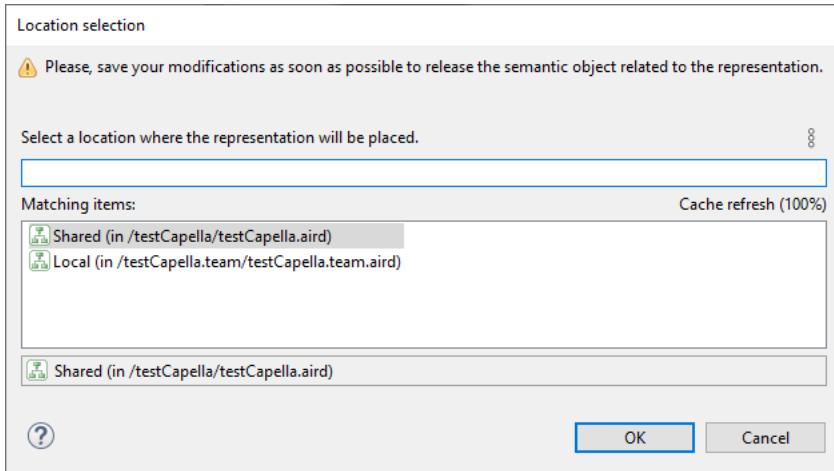 Location selection
Please, save your modifications as soon as possible to release the semantic object related to the representation.
Select a location where the representation will be placed.
Matching items: Cache refresh (100%)
Shared (in /testCapella/testCapella.aird)
Local (in /testCapella.team/testCapella.team.aird)
Shared (in /testCapella/testCapella.aird)
? OK Cancel